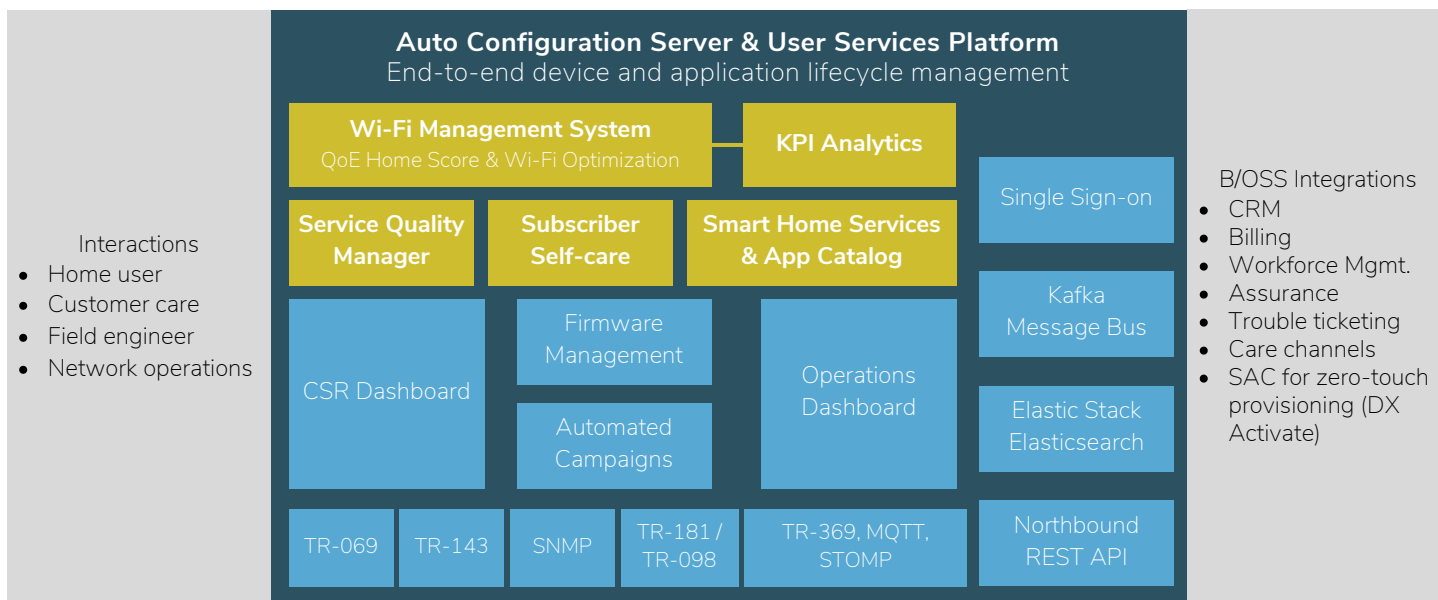 Auto Configuration Server & User Services Platform
End-to-end device and application lifecycle management
Interactions
• Home user
• Customer care
• Field engineer
• Network operations
Wi-Fi Management System
QoE Home Score & Wi-Fi Optimization
KPI Analytics
Service Quality
Manager
Subscriber
Self-care
Smart Home Services
& App Catalog
CSR Dashboard
Firmware
Management
Automated
Campaigns
Operations
Dashboard
TR-069
TR-143
SNMP
TR-181 /
TR-098
TR-369, MQTT,
STOMP
Single Sign-on
Kafka
Message Bus
Elastic Stack
Elasticsearch
Northbound
REST API
B/OSS Integrations
• CRM
• Billing
• Workforce Mgmt.
• Assurance
• Trouble ticketing
• Care channels
• SAC for zero-touch
provisioning (DX
Activate)